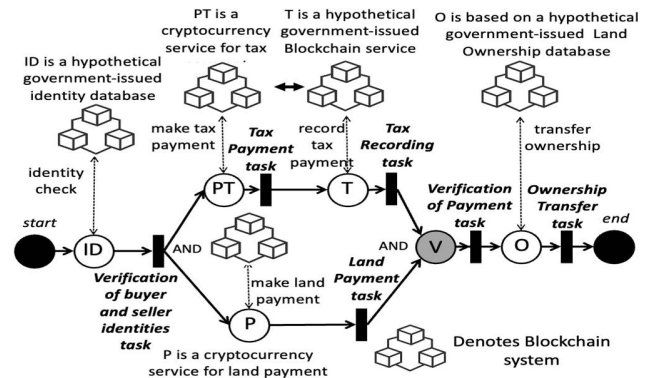 PT is a
cryptocurrency
service for tax
T is a hypothetical
government-issued
Blockchain service
O is based on a hypothetical
government-issued Land
Ownership database
ID is a hypothetical
government-issued
identity database
make tax
payment
Tax
Payment
task
record
tax
payment
Tax
Recording
task
transfer
ownership
identity
check
start
ID
PT
T
Verification
of Payment
task
Ownership
Transfer
task
end
AND
AND
V
O
Verification
of buyer
and seller
identities
task
make land
payment
Land
Payment
task
P
P is a cryptocurrency
service for land payment
Denotes Blockchain
system